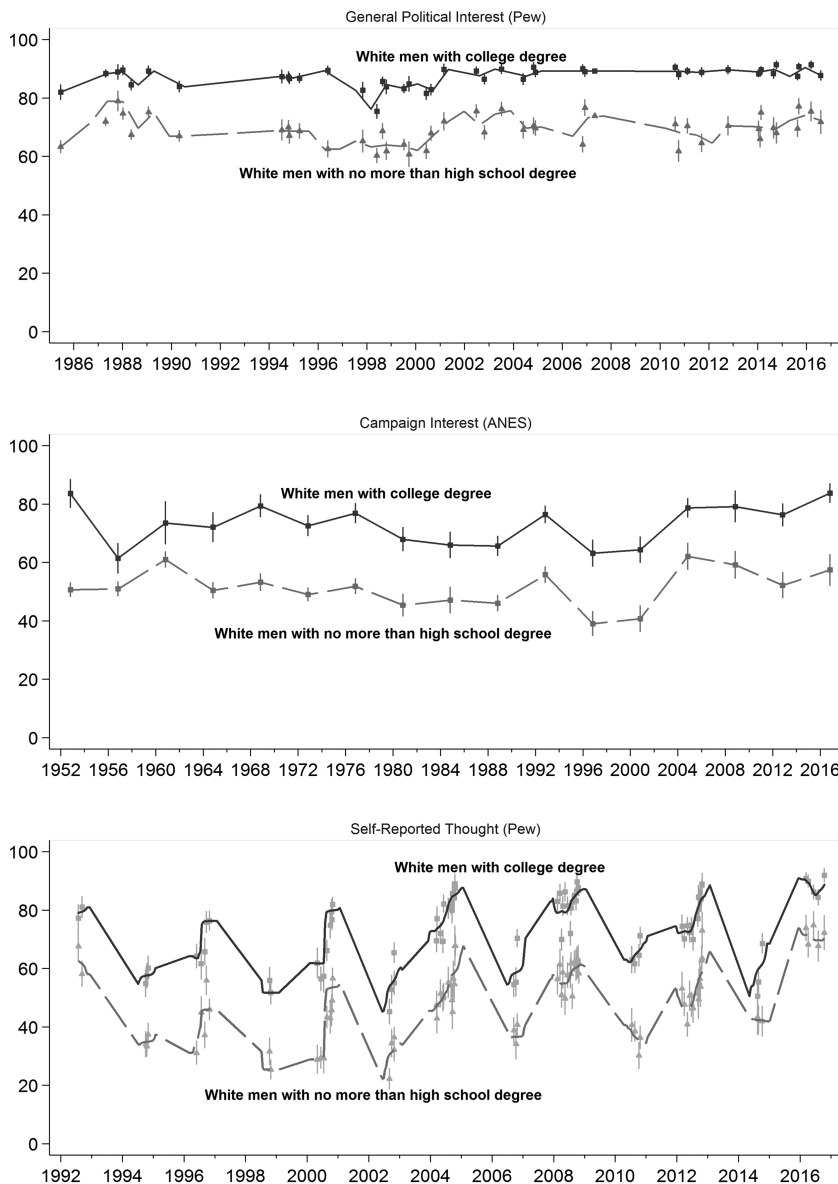 General Political Interest (Pew)
100
White men with college degree
80
60
White men with no more than high school degree
40
20
0
1986 1988 1990 1992 1994 1996 1998 2000 2002 2004 2006 2008 2010 2012 2014 2016
Campaign Interest (ANES)
100
White men with college degree
80
60
40
White men with no more than high school degree
20
0
1952 1956 1960 1964 1968 1972 1976 1980 1984 1988 1992 1996 2000 2004 2008 2012 2016
Self-Reported Thought (Pew)
100
White men with college degree
80
60
40
20
White men with no more than high school degree
0
1992 1994 1996 1998 2000 2002 2004 2006 2008 2010 2012 2014 2016